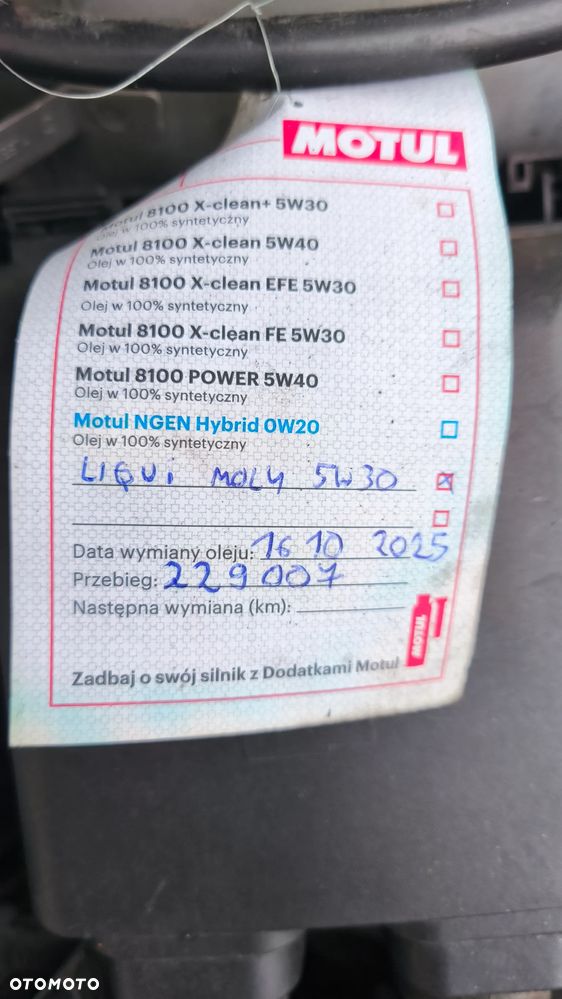 MOTUL
Motul 8100 X-clean+ 5W30
Olej w 100% syntetyczny
Motul 8100 X-clean 5W40
Olej w 100% syntetyczny
Motul 8100 X-clean EFE 5W30
Olej w 100% syntetyczny
Motul 8100 X-clean FE 5W30
Olej w 100% syntetyczny
Motul 8100 POWER 5W40
Olej w 100% syntetyczny
Motul NGEN Hybrid 0W20
Olej w 100% syntetyczny
LIQUI MOLY 5W30
Data wymiany oleju: 16 10 2025
Przebieg: 229007
Następna wymiana (km):
MOTUL
Zadbaj o swój silnik z Dodatkami Motul
OTOMOTO